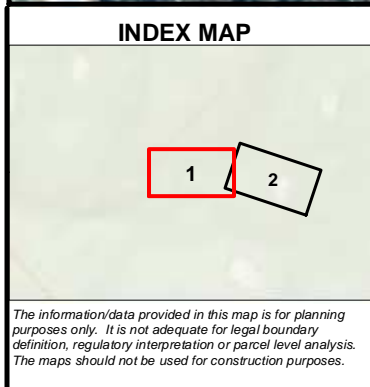 INDEX MAP
1
2
The information/data provided in this map is for planning
purposes only. It is not adequate for legal boundary
definition, regulatory interpretation or parcel level analysis.
The maps should not be used for construction purposes.